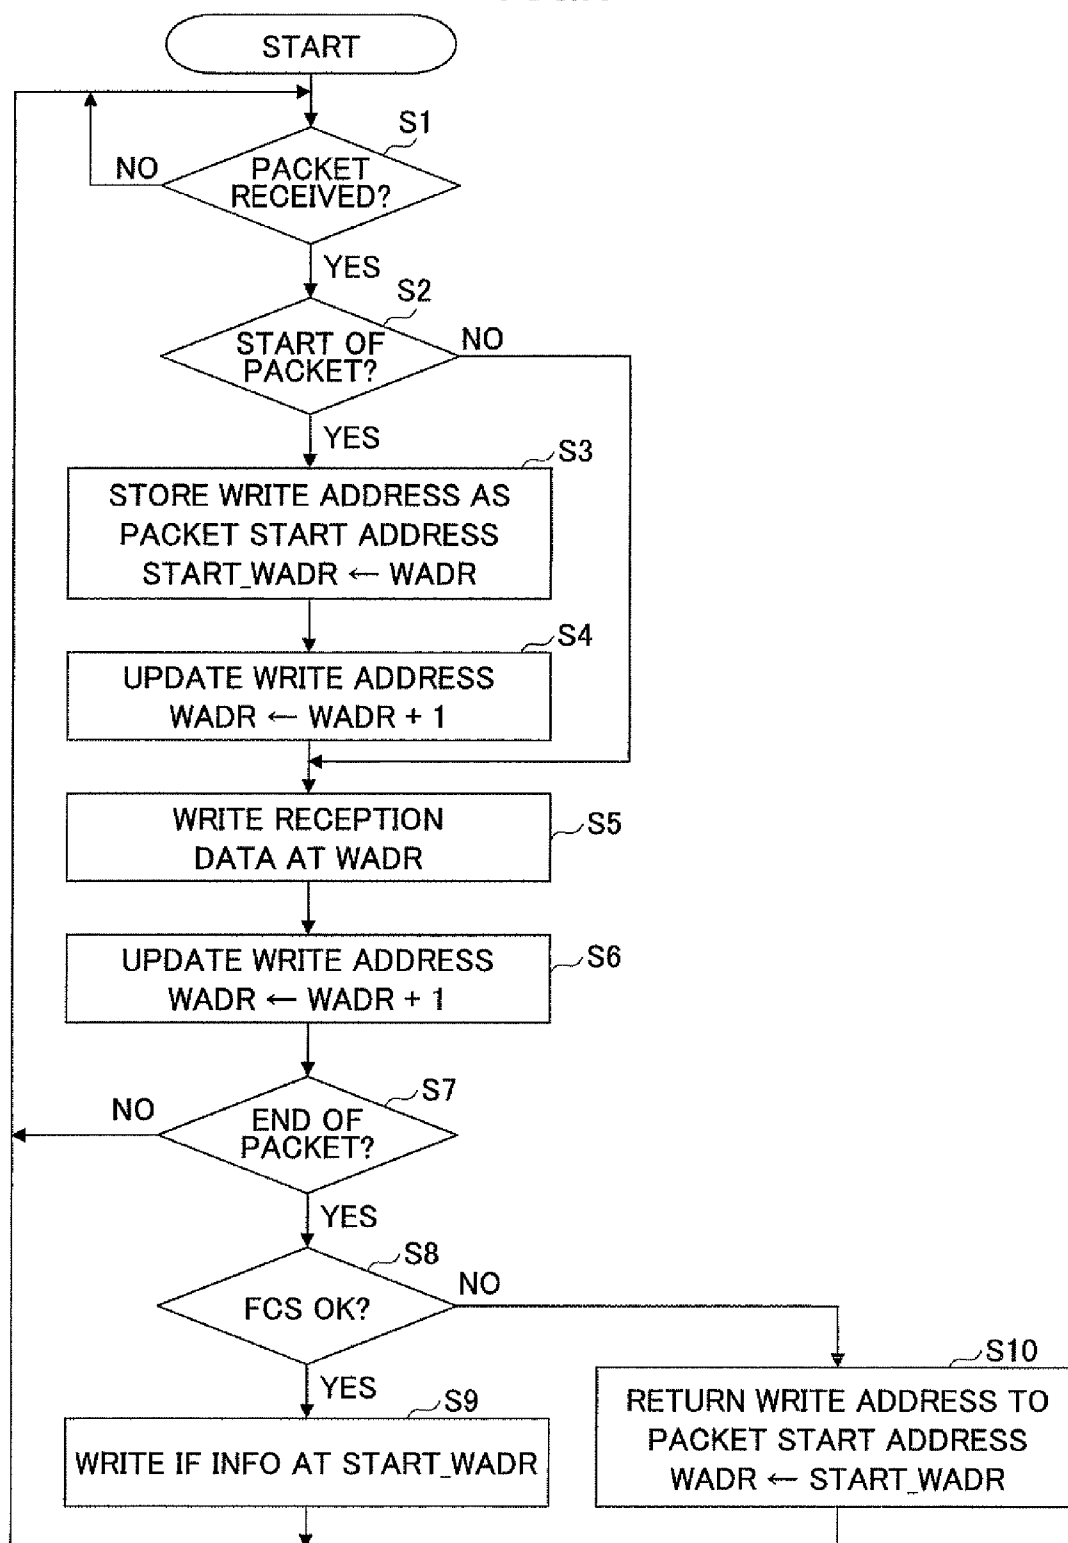 START
S1
NO
PACKET
RECEIVED?
YES
S2
START OF
PACKET?
NO
YES
S3
STORE WRITE ADDRESS AS
PACKET START ADDRESS
START_WADR ← WADR
S4
UPDATE WRITE ADDRESS
WADR ← WADR + 1
WRITE RECEPTION
DATA AT WADR
S5
UPDATE WRITE ADDRESS
WADR ← WADR + 1
S6
S7
NO
END OF
PACKET?
YES
S8
NO
FCS OK?
YES
S9
WRITE IF INFO AT START_WADR
S10
RETURN WRITE ADDRESS TO
PACKET START ADDRESS
WADR ← START_WADR